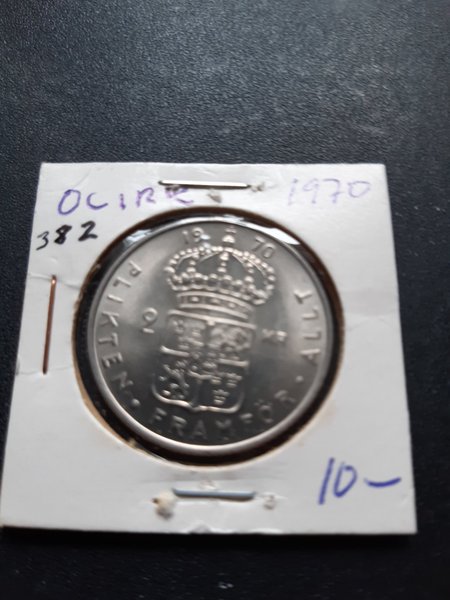 OCIRK 1970
382
19 70
PLIKTEN · FRAMFÖR · ALLT
2 KR
10-